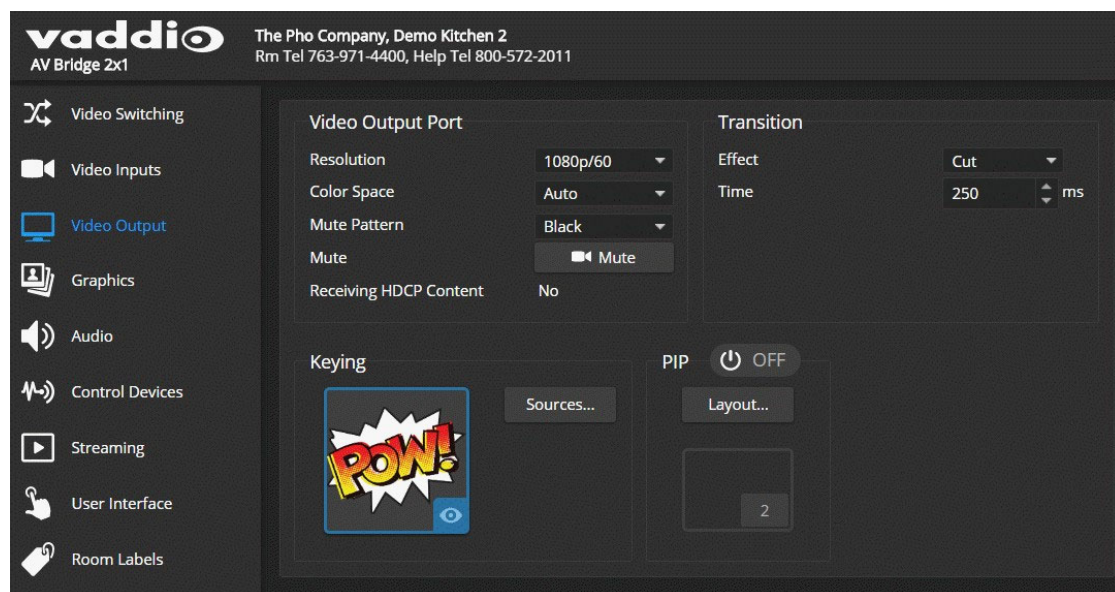 vaddio
AV Bridge 2x1
The Pho Company, Demo Kitchen 2
Rm Tel 763-971-4400, Help Tel 800-572-2011
Video Switching
Video Inputs
Video Output
Graphics
Audio
Control Devices
Streaming
User Interface
Room Labels
Video Output Port
Resolution 1080p/60
Color Space Auto
Mute Pattern Black
Mute Mute
Receiving HDCP Content No
Transition
Effect Cut
Time 250 ms
Keying
POW!
Sources...
PIP OFF
Layout...
2